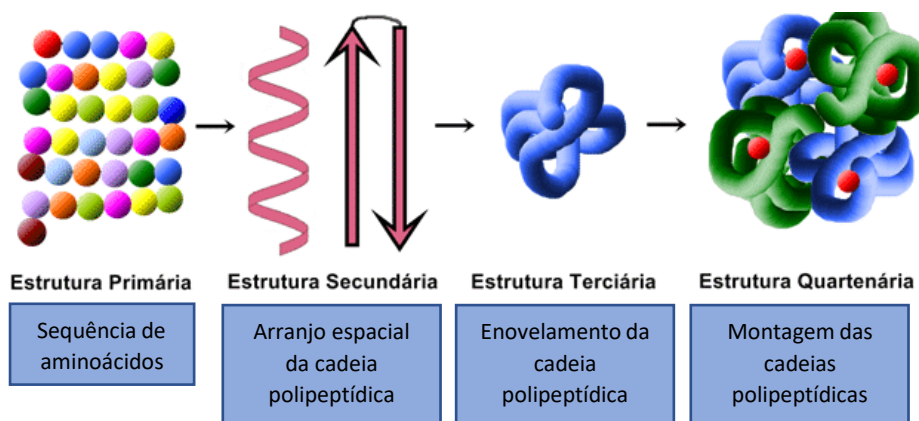 Estrutura Primária
Estrutura Secundária
Estrutura Terciária
Estrutura Quartenária
Sequência de
aminoácidos
Arranjo espacial
da cadeia
polipeptídica
Enovelamento da
cadeia
polipeptídica
Montagem das
cadeias
polipeptídicas